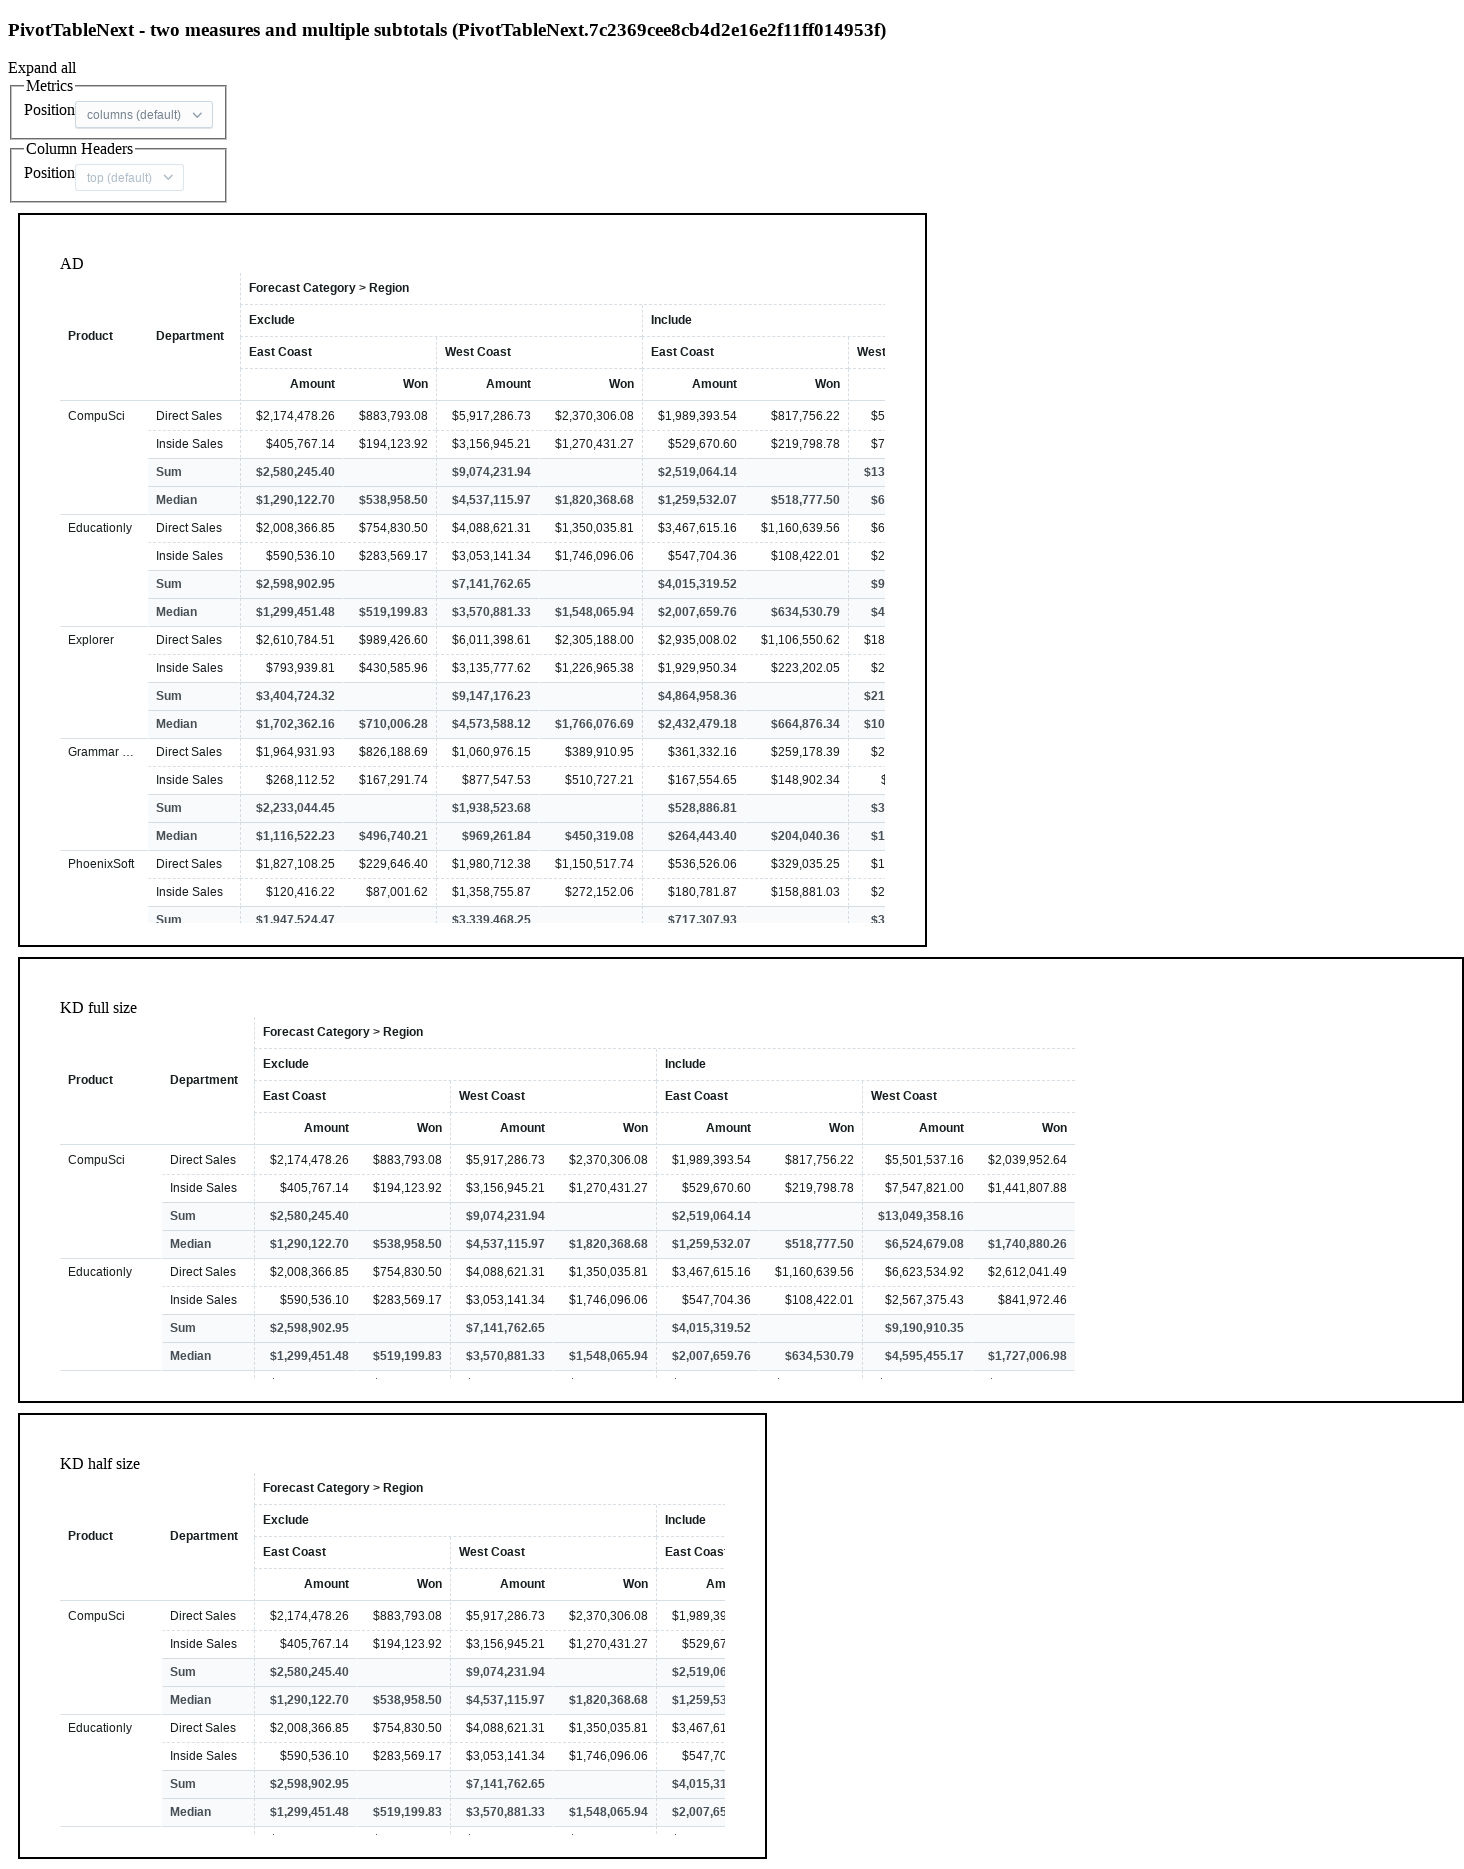 PivotTableNext - two measures and multiple subtotals (PivotTableNext.7c2369cee8cb4d2e16e2f11ff014953f)
Expand all
Metrics
Position columns (default)
Column Headers
Position top (default)
AD
Forecast Category > Region
Exclude Include
Product Department
East Coast West Coast East Coast West
Amount Won Amount Won Amount Won
CompuSci Direct Sales $2,174,478.26 $883,793.08 $5,917,286.73 $2,370,306.08 $1,989,393.54 $817,756.22 $5
Inside Sales $405,767.14 $194,123.92 $3,156,945.21 $1,270,431.27 $529,670.60 $219,798.78 $7
Sum $2,580,245.40 $9,074,231.94 $2,519,064.14 $13
Median $1,290,122.70 $538,958.50 $4,537,115.97 $1,820,368.68 $1,259,532.07 $518,777.50 $6
Educationly Direct Sales $2,008,366.85 $754,830.50 $4,088,621.31 $1,350,035.81 $3,467,615.16 $1,160,639.56 $6
Inside Sales $590,536.10 $283,569.17 $3,053,141.34 $1,746,096.06 $547,704.36 $108,422.01 $2
Sum $2,598,902.95 $7,141,762.65 $4,015,319.52 $9
Median $1,299,451.48 $519,199.83 $3,570,881.33 $1,548,065.94 $2,007,659.76 $634,530.79 $4
Explorer Direct Sales $2,610,784.51 $989,426.60 $6,011,398.61 $2,305,188.00 $2,935,008.02 $1,106,550.62 $18
Inside Sales $793,939.81 $430,585.96 $3,135,777.62 $1,226,965.38 $1,929,950.34 $223,202.05 $2
Sum $3,404,724.32 $9,147,176.23 $4,864,958.36 $21
Median $1,702,362.16 $710,006.28 $4,573,588.12 $1,766,076.69 $2,432,479.18 $664,876.34 $10
Grammar ... Direct Sales $1,964,931.93 $826,188.69 $1,060,976.15 $389,910.95 $361,332.16 $259,178.39 $2
Inside Sales $268,112.52 $167,291.74 $877,547.53 $510,727.21 $167,554.65 $148,902.34 $
Sum $2,233,044.45 $1,938,523.68 $528,886.81 $3
Median $1,116,522.23 $496,740.21 $969,261.84 $450,319.08 $264,443.40 $204,040.36 $1
PhoenixSoft Direct Sales $1,827,108.25 $229,646.40 $1,980,712.38 $1,150,517.74 $536,526.06 $329,035.25 $1
Inside Sales $120,416.22 $87,001.62 $1,358,755.87 $272,152.06 $180,781.87 $158,881.03 $2
Sum $1,947,524.47 $3,339,468.25 $717,307.93 $3
KD full size
Forecast Category > Region
Exclude Include
Product Department
East Coast West Coast East Coast West Coast
Amount Won Amount Won Amount Won Amount Won
CompuSci Direct Sales $2,174,478.26 $883,793.08 $5,917,286.73 $2,370,306.08 $1,989,393.54 $817,756.22 $5,501,537.16 $2,039,952.64
Inside Sales $405,767.14 $194,123.92 $3,156,945.21 $1,270,431.27 $529,670.60 $219,798.78 $7,547,821.00 $1,441,807.88
Sum $2,580,245.40 $9,074,231.94 $2,519,064.14 $13,049,358.16
Median $1,290,122.70 $538,958.50 $4,537,115.97 $1,820,368.68 $1,259,532.07 $518,777.50 $6,524,679.08 $1,740,880.26
Educationly Direct Sales $2,008,366.85 $754,830.50 $4,088,621.31 $1,350,035.81 $3,467,615.16 $1,160,639.56 $6,623,534.92 $2,612,041.49
Inside Sales $590,536.10 $283,569.17 $3,053,141.34 $1,746,096.06 $547,704.36 $108,422.01 $2,567,375.43 $841,972.46
Sum $2,598,902.95 $7,141,762.65 $4,015,319.52 $9,190,910.35
Median $1,299,451.48 $519,199.83 $3,570,881.33 $1,548,065.94 $2,007,659.76 $634,530.79 $4,595,455.17 $1,727,006.98
KD half size
Forecast Category > Region
Exclude Include
Product Department
East Coast West Coast East Coast
Amount Won Amount Won Am
CompuSci Direct Sales $2,174,478.26 $883,793.08 $5,917,286.73 $2,370,306.08 $1,989,39
Inside Sales $405,767.14 $194,123.92 $3,156,945.21 $1,270,431.27 $529,67
Sum $2,580,245.40 $9,074,231.94 $2,519,06
Median $1,290,122.70 $538,958.50 $4,537,115.97 $1,820,368.68 $1,259,53
Educationly Direct Sales $2,008,366.85 $754,830.50 $4,088,621.31 $1,350,035.81 $3,467,61
Inside Sales $590,536.10 $283,569.17 $3,053,141.34 $1,746,096.06 $547,70
Sum $2,598,902.95 $7,141,762.65 $4,015,31
Median $1,299,451.48 $519,199.83 $3,570,881.33 $1,548,065.94 $2,007,65